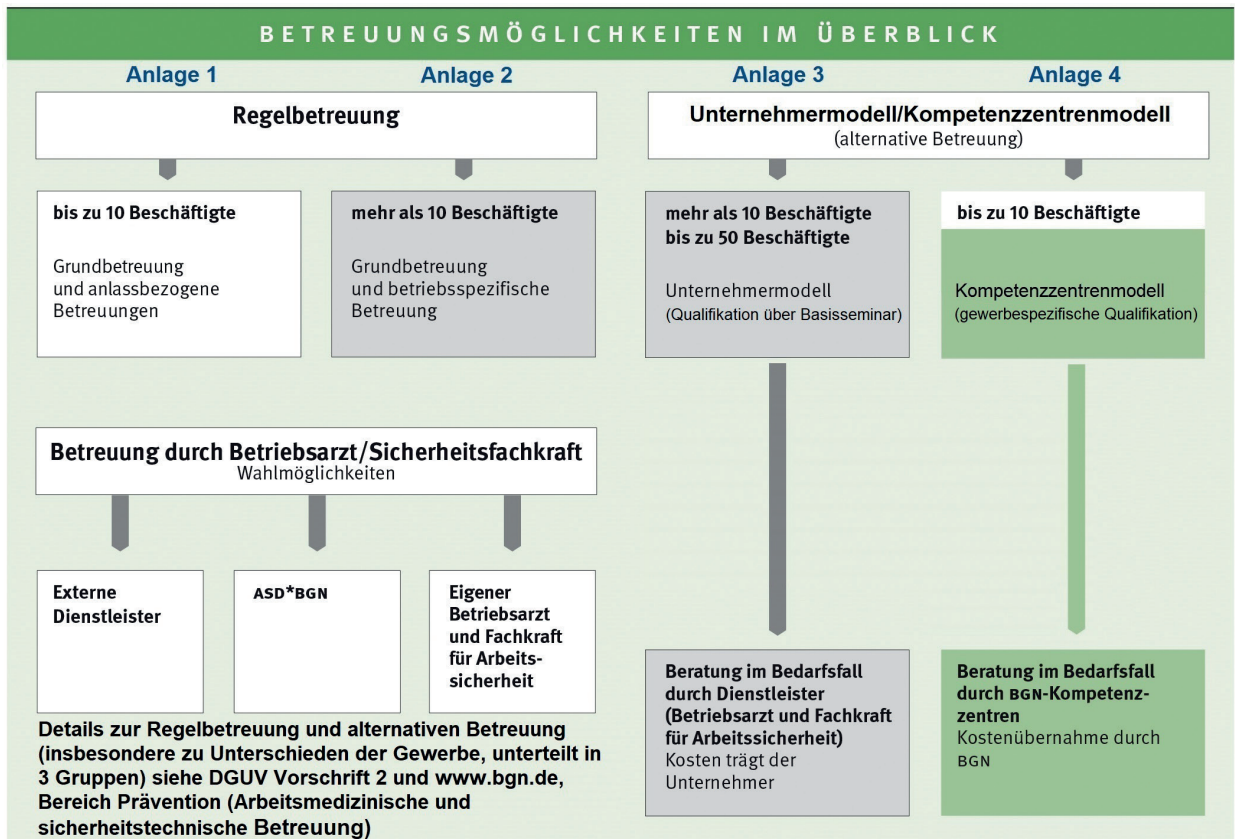 BETREUUNGSMÖGLICHKEITEN IM ÜBERBLICK
Anlage 1
Anlage 2
Anlage 3
Anlage 4
Regelbetreuung
Unternehmermodell/Kompetenzzentrenmodell
(alternative Betreuung)
bis zu 10 Beschäftigte
Grundbetreuung
und anlassbezogene
Betreuungen
mehr als 10 Beschäftigte
Grundbetreuung
und betriebsspezifische
Betreuung
mehr als 10 Beschäftigte
bis zu 50 Beschäftigte
Unternehmermodell
(Qualifikation über Basisseminar)
bis zu 10 Beschäftigte
Kompetenzzentrenmodell
(gewerbespezifische Qualifikation)
Betreuung durch Betriebsarzt/Sicherheitsfachkraft
Wahlmöglichkeiten
Externe
Dienstleister
ASD*BGN
Eigener
Betriebsarzt
und Fachkraft
für Arbeits-
sicherheit
Beratung im Bedarfsfall
durch Dienstleister
(Betriebsarzt und Fachkraft
für Arbeitssicherheit)
Kosten trägt der
Unternehmer
Beratung im Bedarfsfall
durch BGN-Kompetenz-
zentren
Kostenübernahme durch
BGN
Details zur Regelbetreuung und alternativen Betreuung
(insbesondere zu Unterschieden der Gewerbe, unterteilt in
3 Gruppen) siehe DGUV Vorschrift 2 und www.bgn.de,
Bereich Prävention (Arbeitsmedizinische und
sicherheitstechnische Betreuung)